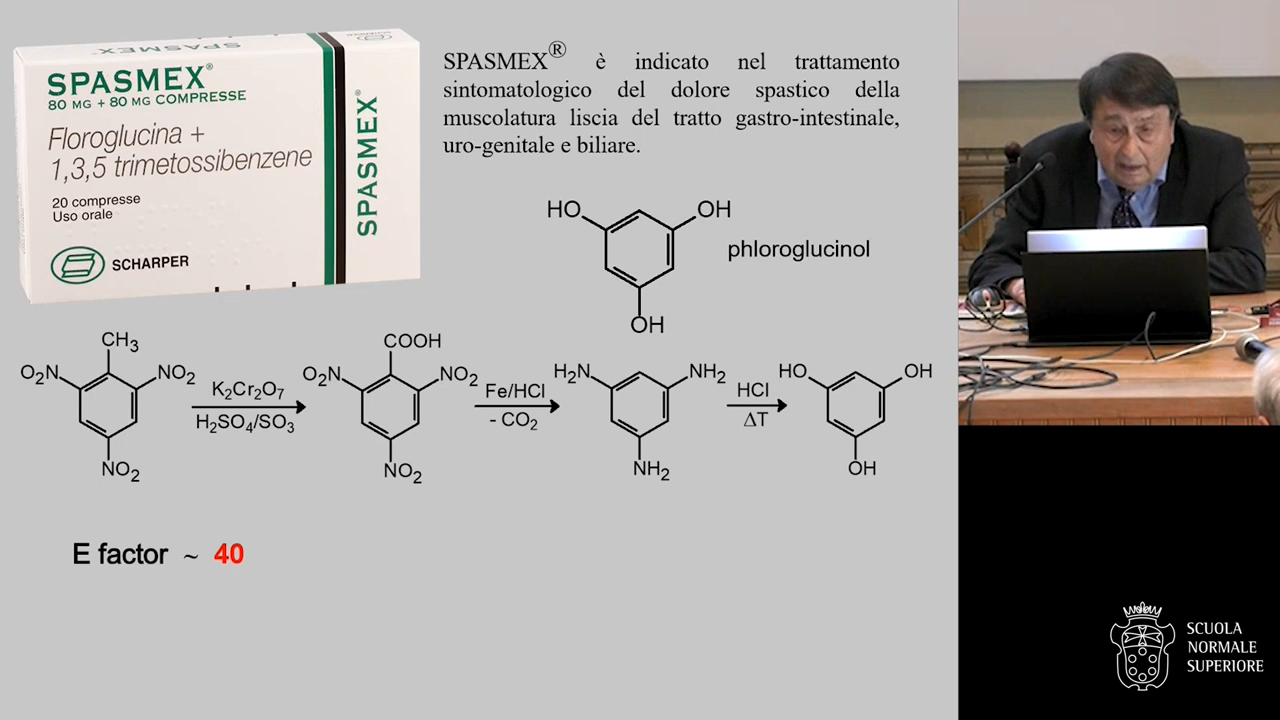 SPASMEX
SPASMEX®
80 MG + 80 MG COMPRESSE
Floroglucina +
1,3,5 trimetossibenzene
20 compresse
Uso orale
SCHARPER
SPASMEX®
SPASMEX® è indicato nel trattamento
sintomatologico del dolore spastico della
muscolatura liscia del tratto gastro-intestinale,
uro-genitale e biliare.
HO OH
phloroglucinol
OH
CH3
O2N NO2
NO2
K2Cr2O7
H2SO4/SO3
COOH
O2N NO2
NO2
Fe/HCl
- CO2
H2N NH2
NH2
HCl
ΔT
HO OH
OH
E factor ~ 40
SCUOLA
NORMALE
SUPERIORE